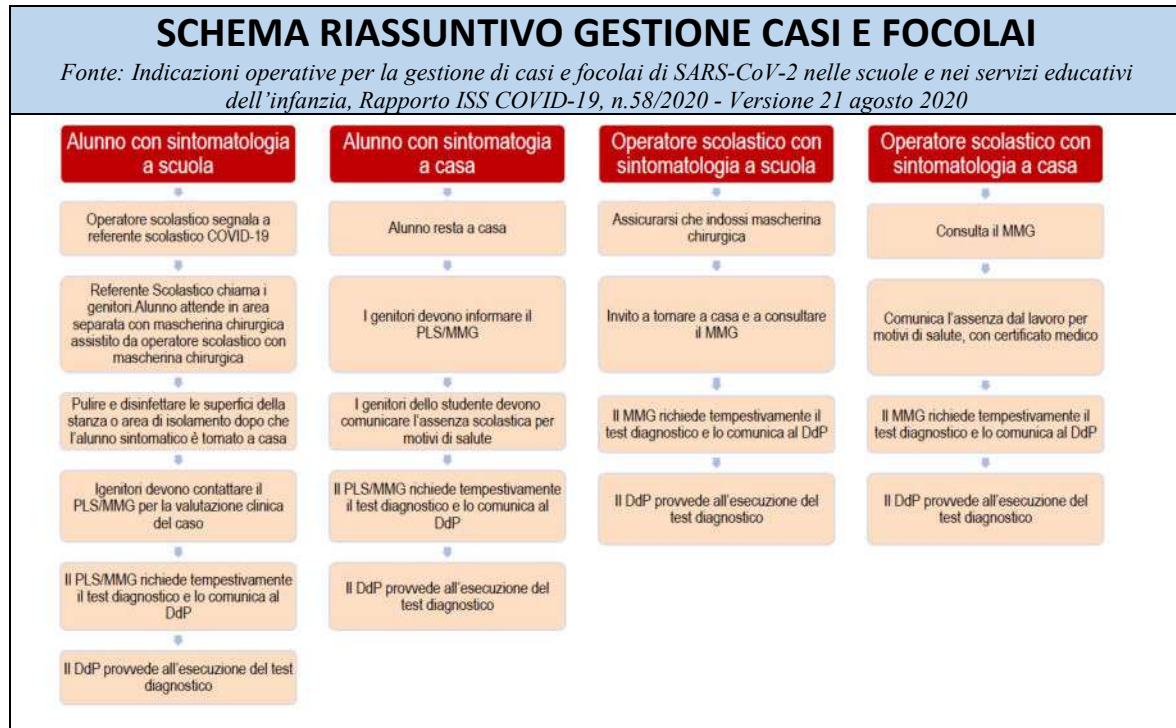 SCHEMA RIASSUNTIVO GESTIONE CASI E FOCOLAI
Fonte: Indicazioni operative per la gestione di casi e focolai di SARS-CoV-2 nelle scuole e nei servizi educativi
dell'infanzia, Rapporto ISS COVID-19, n.58/2020 - Versione 21 agosto 2020
Alunno con sintomatologia
a scuola
Operatore scolastico segnala a
referente scolastico COVID-19
Referente Scolastico chiama i
genitori.Alunno attende in area
separata con mascherina chirurgica
assistito da operatore scolastico con
mascherina chirurgica
Pulire e disinfettare le superfici della
stanza o area di isolamento dopo che
l'alunno sintomatico è tornato a casa
Igenitori devono contattare il
PLS/MMG per la valutazione clinica
del caso
Il PLS/MMG richiede tempestivamente
il test diagnostico e lo comunica al
DdP
Il DdP provvede all'esecuzione del test
diagnostico
Alunno con sintomatogia
a casa
Alunno resta a casa
I genitori devono informare il
PLS/MMG
I genitori dello studente devono
comunicare l'assenza scolastica per
motivi di salute
Il PLS/MMG richiede tempestivamente
il test diagnostico e lo comunica al
DdP
Il DdP provvede all'esecuzione del
test diagnostico
Operatore scolastico con
sintomatologia a scuola
Assicurarsi che indossi mascherina
chirurgica
Invito a tornare a casa e a consultare
il MMG
Il MMG richiede tempestivamente il
test diagnostico e lo comunica al DdP
Il DdP provvede all'esecuzione del
test diagnostico
Operatore scolastico con
sintomatologia a casa
Consulta il MMG
Comunica l'assenza dal lavoro per
motivi di salute, con certificato medico
Il MMG richiede tempestivamente il
test diagnostico e lo comunica al DdP
Il DdP provvede all'esecuzione del
test diagnostico